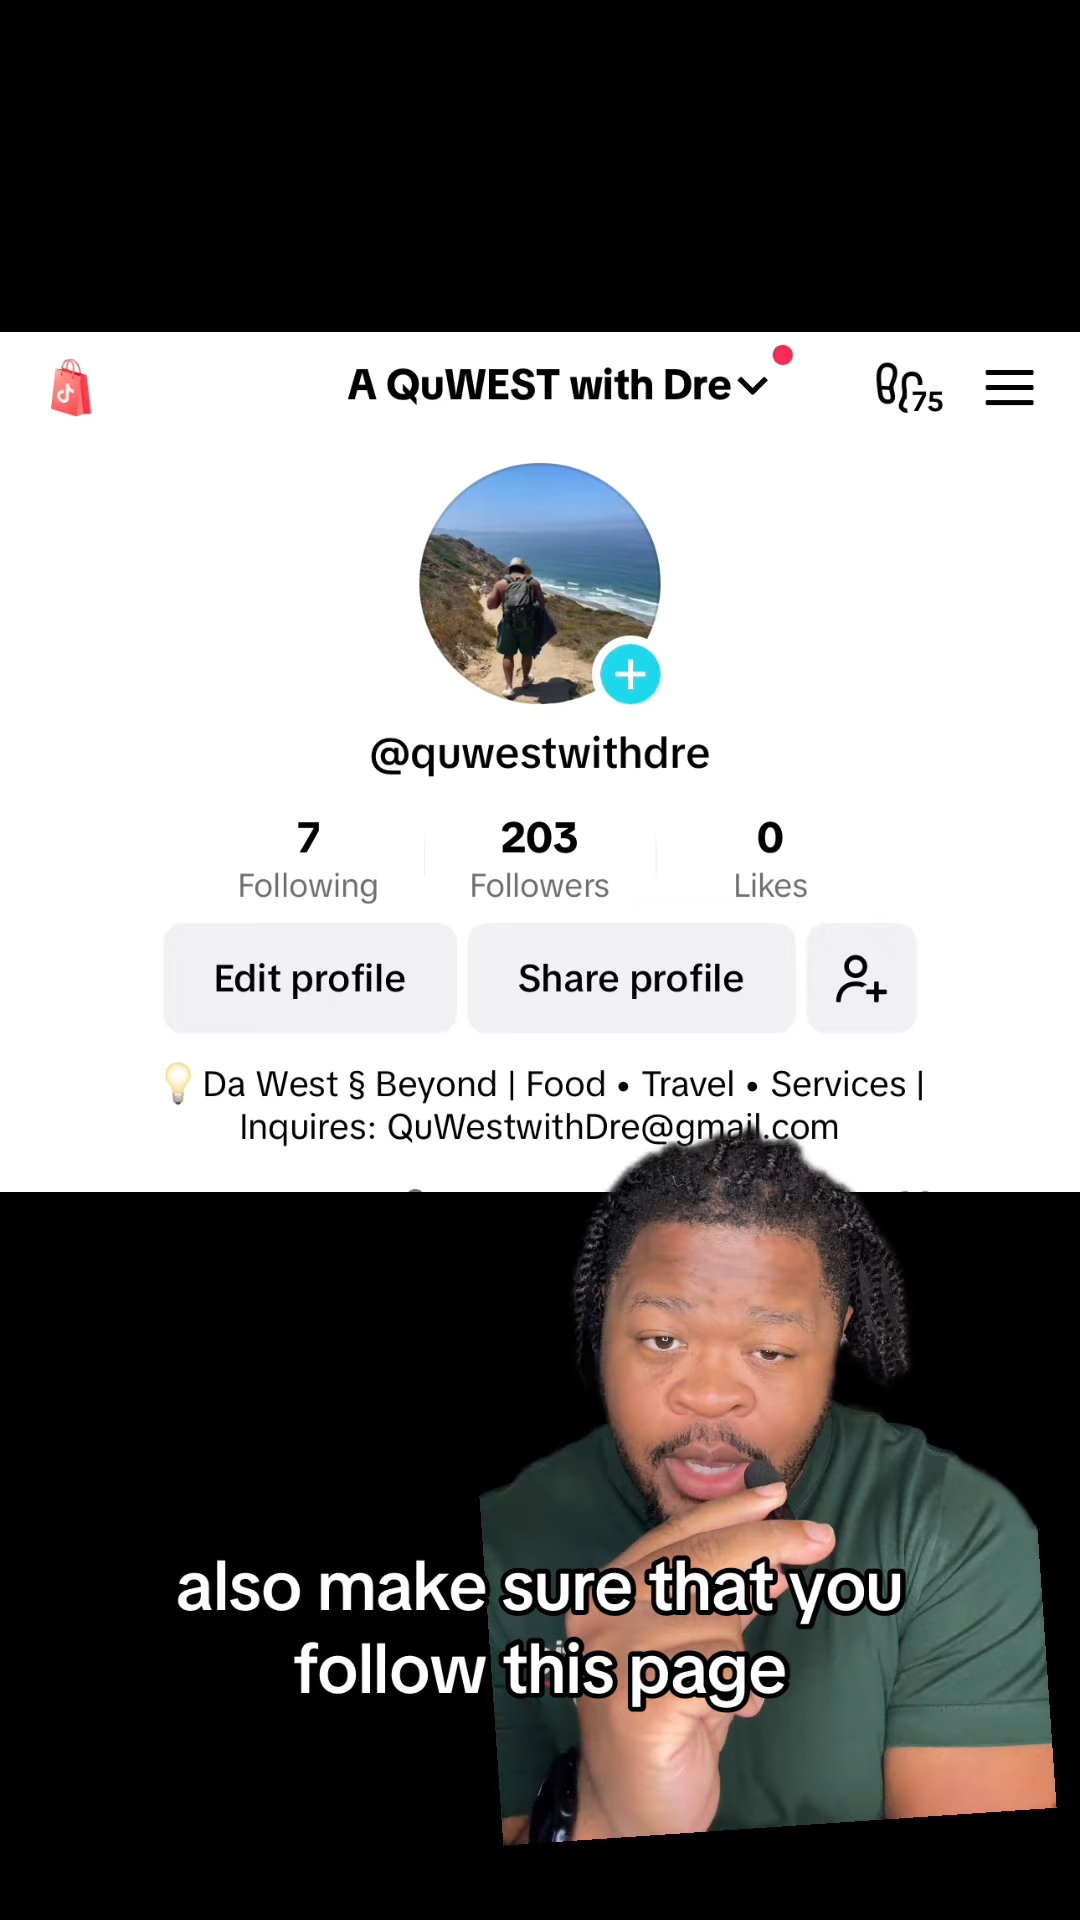 A QuWEST with Dre
75
@quwestwithdre
7 203 0
Following Followers Likes
Edit profile Share profile
Da West § Beyond | Food • Travel • Services |
Inquires: QuWestwithDre@gmail.com
also make sure that you
follow this page